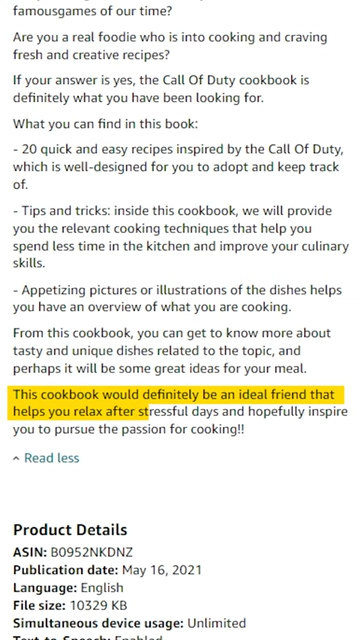 famousgames of our time?
Are you a real foodie who is into cooking and craving
fresh and creative recipes?
If your answer is yes, the Call Of Duty cookbook is
definitely what you have been looking for.
What you can find in this book:
- 20 quick and easy recipes inspired by the Call Of Duty,
which is well-designed for you to adopt and keep track
of.
- Tips and tricks: inside this cookbook, we will provide
you the relevant cooking techniques that help you
spend less time in the kitchen and improve your culinary
skills.
- Appetizing pictures or illustrations of the dishes helps
you have an overview of what you are cooking.
From this cookbook, you can get to know more about
tasty and unique dishes related to the topic, and
perhaps it will be some great ideas for your meal.
This cookbook would definitely be an ideal friend that
helps you relax after stressful days and hopefully inspire
you to pursue the passion for cooking!!
Read less
Product Details
ASIN: B0952NKDNZ
Publication date: May 16, 2021
Language: English
File size: 10329 KB
Simultaneous device usage: Unlimited
Text-to-Speech: Enabled